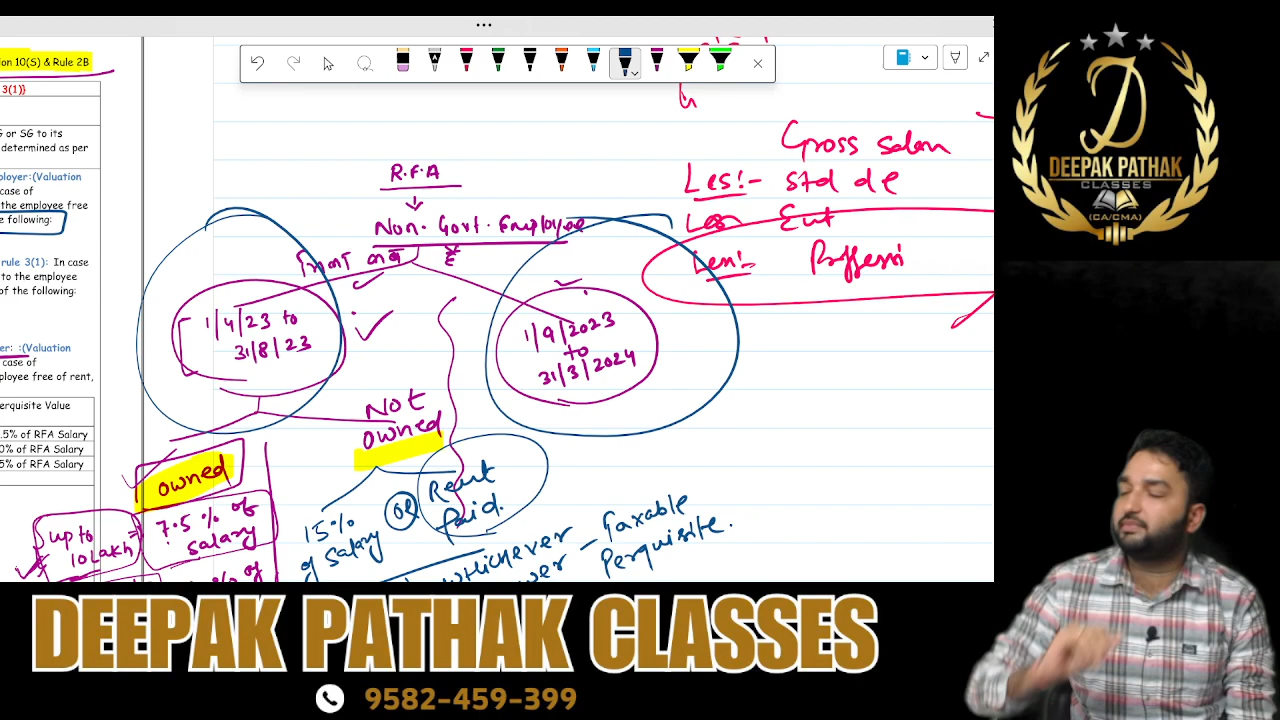 ion 10(S) & Rule 2B
3(1)}
G or SG to its
determined as per
ployer:(Valuation
case of
the employee free
e following:
rule 3(1): In case
to the employee
of the following:
er: :(Valuation
case of
ployee free of rent,
erquisite Value
.5% of RFA Salary
0% of RFA Salary
5% of RFA Salary
R.F.A
Non. Govt. Employee
1/4/23 to
31/8/23
1/9/2023
to
31/3/2024
Not
owned
owned
up to
10 Lakh
7.5% of
salary
% of
15%
of Salary
or
Rent
Paid.
whichever
wer
- Taxable
Perquisite.
Gross
Les!- Std de
Less Ent
Les!-
D
DEEPAK PATHAK
CLASSES
(CA/CMA)
DEEPAK PATHAK CLASSES
9582-459-399